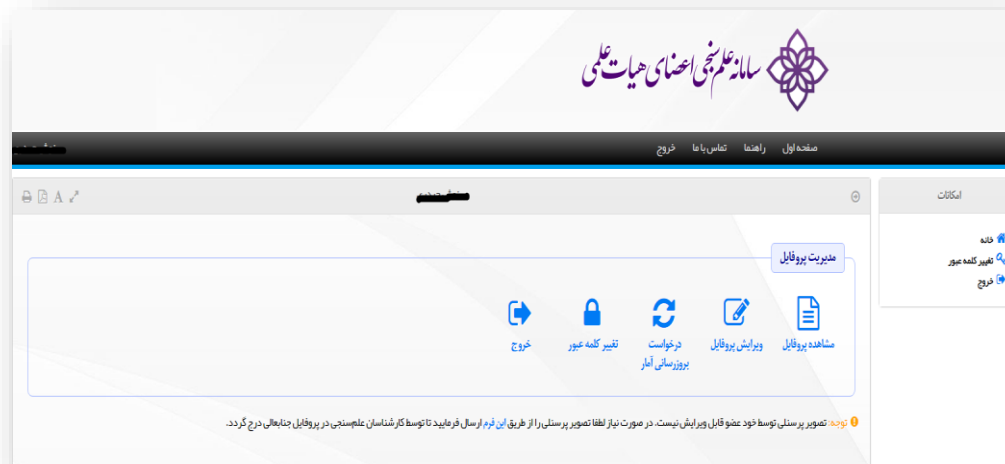 سامانه علم‌سنجی اعضای هیات علمی
صفحه اول راهنما تماس با ما خروج
امکانات
خانه
تغییر کلمه عبور
خروج
مدیریت پروفایل
مشاهده پروفایل
ویرایش پروفایل
درخواست
بروزرسانی آمار
تغییر کلمه عبور
خروج
توجه: تصویر پرسنلی توسط خود عضو قابل ویرایش نیست. در صورت نیاز لطفا تصویر پرسنلی را از طریق این فرم ارسال فرمایید تا توسط کارشناسان علم‌سنجی در پروفایل جنابعالی درج گردد.